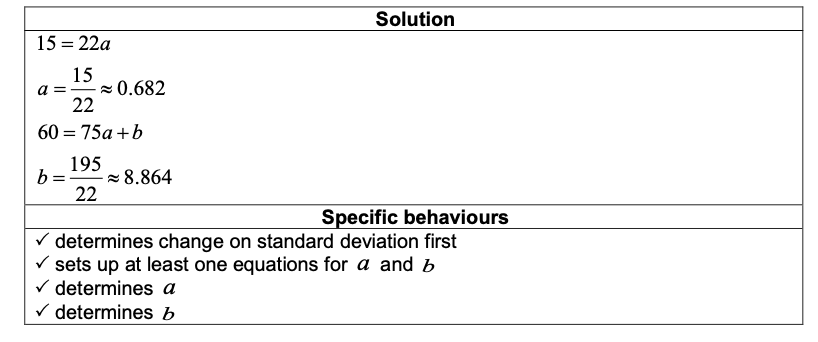 Solution
15 = 22a
a = 15/22 ≈ 0.682
60 = 75a + b
b = 195/22 ≈ 8.864
Specific behaviours
✓ determines change on standard deviation first
✓ sets up at least one equations for a and b
✓ determines a
✓ determines b